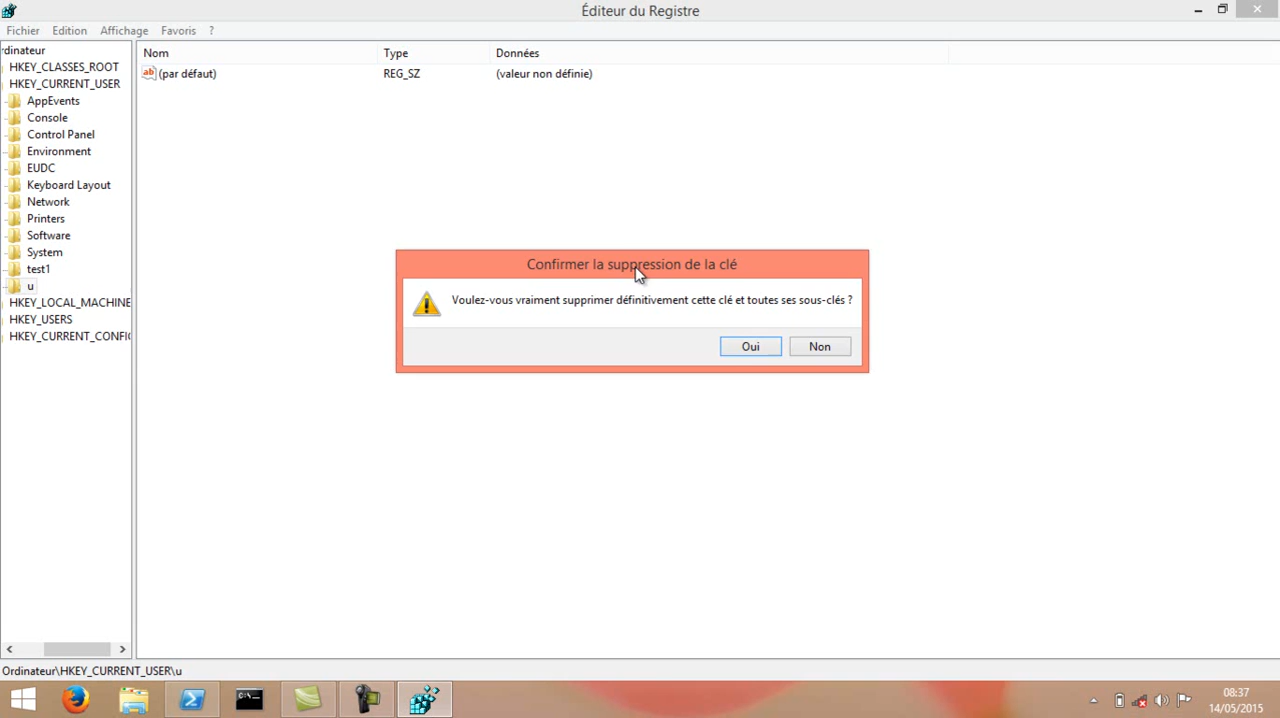 Éditeur du Registre
Fichier Edition Affichage Favoris ?
rdinateur
HKEY_CLASSES_ROOT
HKEY_CURRENT_USER
AppEvents
Console
Control Panel
Environment
EUDC
Keyboard Layout
Network
Printers
Software
System
test1
u
HKEY_LOCAL_MACHINE
HKEY_USERS
HKEY_CURRENT_CONFI
Nom Type Données
ab (par défaut) REG_SZ (valeur non définie)
Confirmer la suppression de la clé
Voulez-vous vraiment supprimer définitivement cette clé et toutes ses sous-clés ?
Oui Non
Ordinateur\HKEY_CURRENT_USER\u
C:\
08:37
14/05/2015